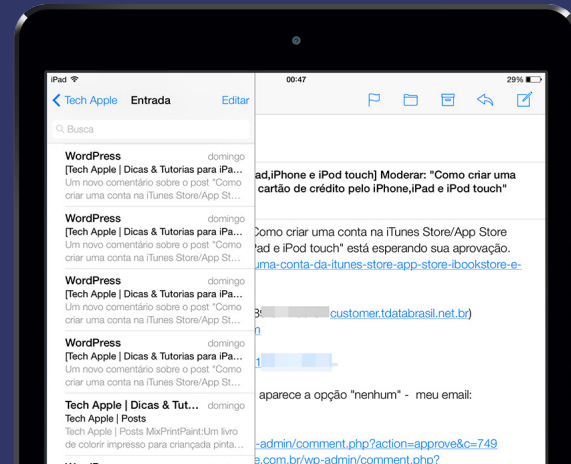 iPad
00:47
29%
Tech Apple
Entrada
Editar
Busca
WordPress domingo
[Tech Apple | Dicas & Tutorias para iPa...
Um novo comentário sobre o post "Como
criar uma conta na iTunes Store/App St...
WordPress domingo
[Tech Apple | Dicas & Tutorias para iPa...
Um novo comentário sobre o post "Como
criar uma conta na iTunes Store/App St...
WordPress domingo
[Tech Apple | Dicas & Tutorias para iPa...
Um novo comentário sobre o post "Como
criar uma conta na iTunes Store/App St...
WordPress domingo
[Tech Apple | Dicas & Tutorias para iPa...
Um novo comentário sobre o post "Como
criar uma conta na iTunes Store/App St...
Tech Apple | Dicas & Tut... domingo
Tech Apple | Posts
Tech Apple | Posts MixPrintPaint:Um livro
de colorir impresso para criançada pinta...
ad,iPhone e iPod touch] Moderar: "Como criar uma
cartão de crédito pelo iPhone,iPad e iPod touch"
Como criar uma conta na iTunes Store/App Store
Pad e iPod touch" está esperando sua aprovação.
uma-conta-da-itunes-store-app-store-ibookstore-e-
customer.tdatabrasil.net.br)
aparece a opção "nenhum" - meu email:
-admin/comment.php?action=approve&c=749
e.com.br/wp-admin/comment.php?